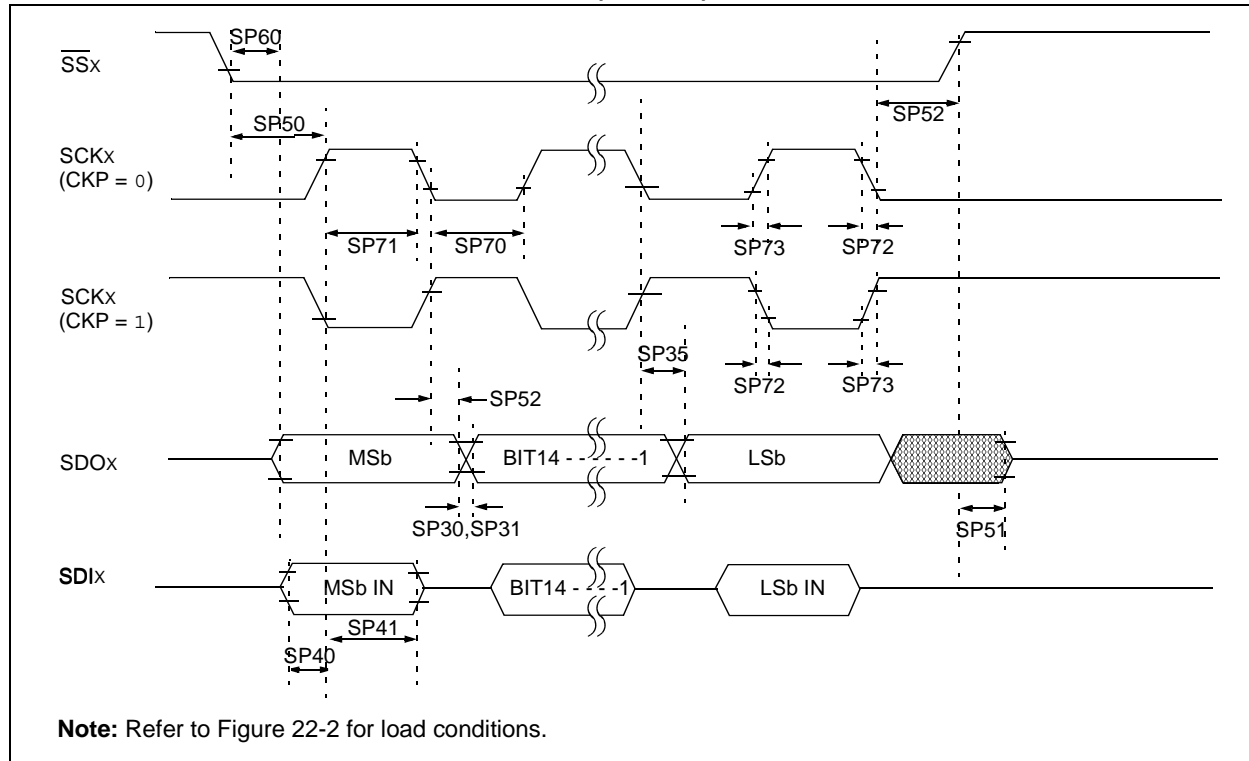 SP60
SSX
SP52
SP50
SCKX
(CKP = 0)
SP71
SP70
SP73
SP72
SCKX
(CKP = 1)
SP35
SP72
SP73
SP52
SDOX
MSb
BIT14 - - - - - -1
LSb
SP30,SP31
SP51
SDIX
MSb IN
BIT14 - - - -1
LSb IN
SP41
SP40
Note: Refer to Figure 22-2 for load conditions.